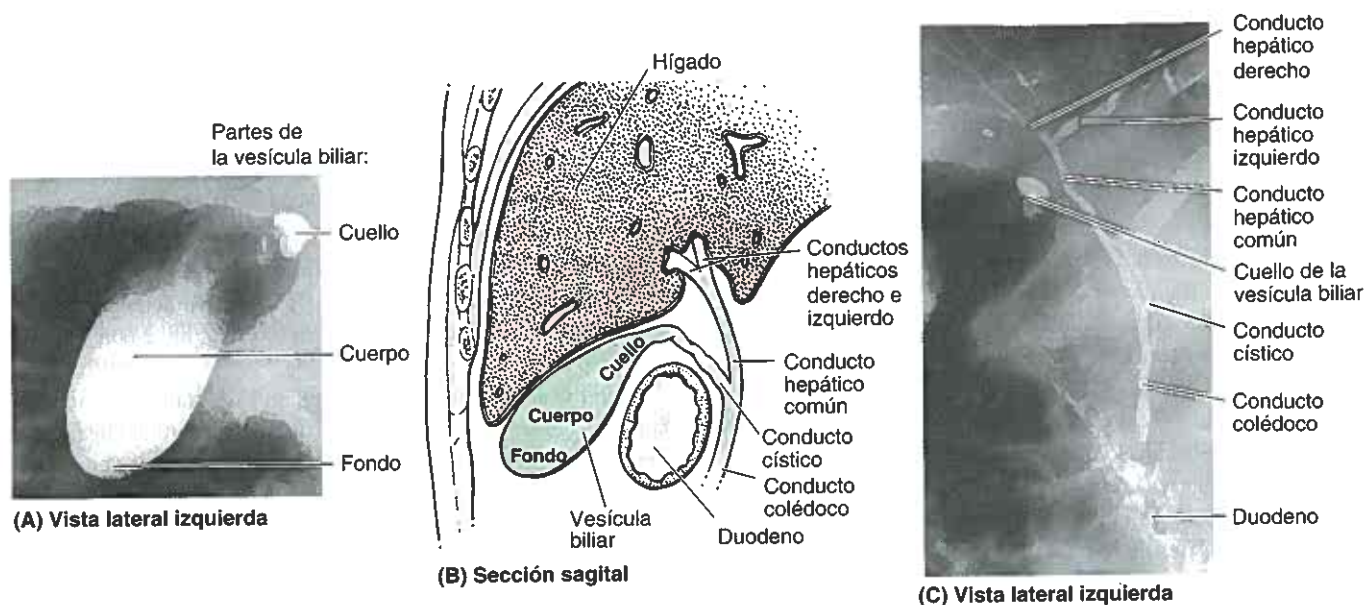 Partes de
la vesícula biliar:
Cuello
Cuerpo
Fondo
(A) Vista lateral izquierda
Hígado
Conductos
hepáticos
derecho e
izquierdo
Conducto
hepático
común
Conducto
cístico
Conducto
colédoco
Cuello
Cuerpo
Fondo
Vesícula
biliar
Duodeno
(B) Sección sagital
Conducto
hepático
derecho
Conducto
hepático
izquierdo
Conducto
hepático
común
Cuello de la
vesícula biliar
Conducto
cístico
Conducto
colédoco
Duodeno
(C) Vista lateral izquierda